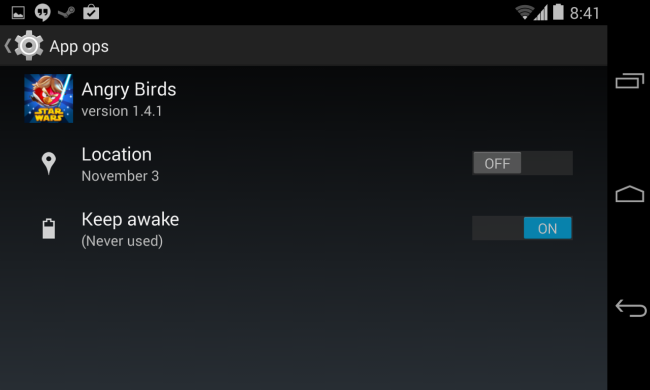 8:41
App ops
Angry Birds
version 1.4.1
STAR
WARS
Location
November 3
OFF
Keep awake
(Never used)
ON